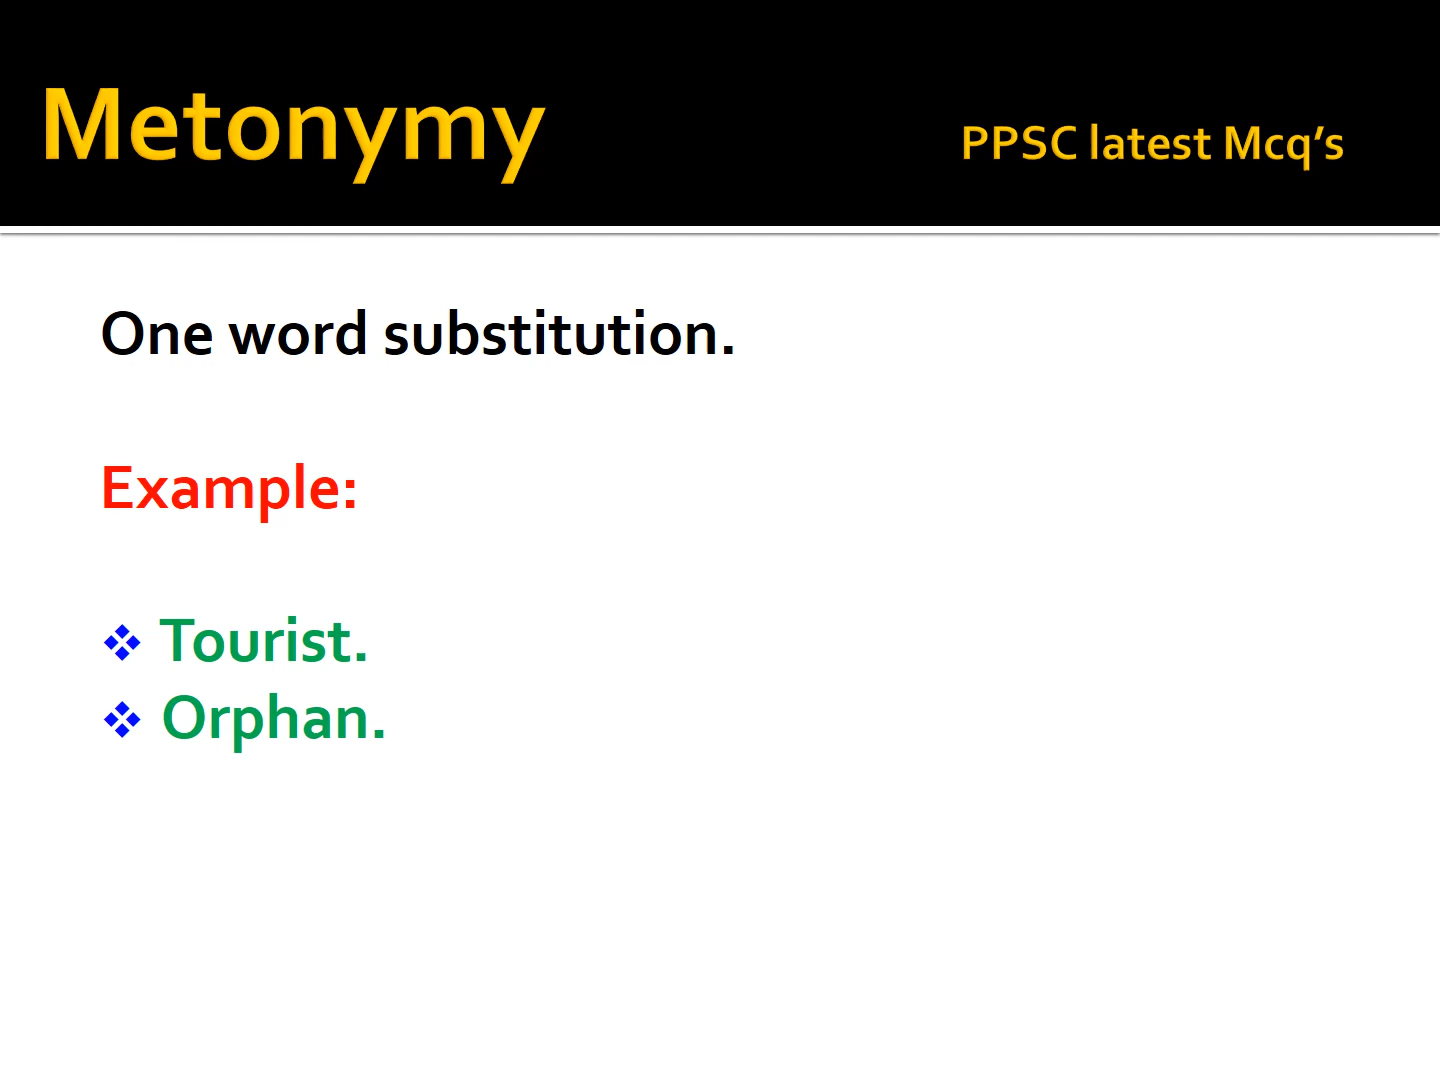 Metonymy
PPSC latest Mcq’s
One word substitution.
Example:
❖ Tourist.
❖ Orphan.